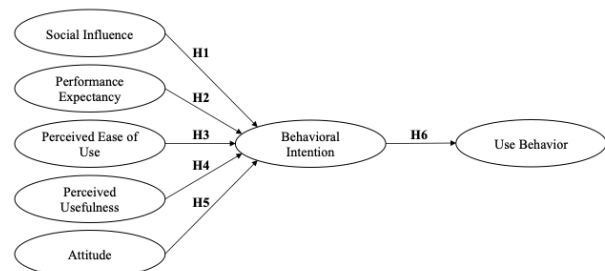 Social Influence
H1
Performance
Expectancy
H2
Perceived Ease of
Use
H3
Behavioral
Intention
H6
Use Behavior
H4
Perceived
Usefulness
H5
Attitude